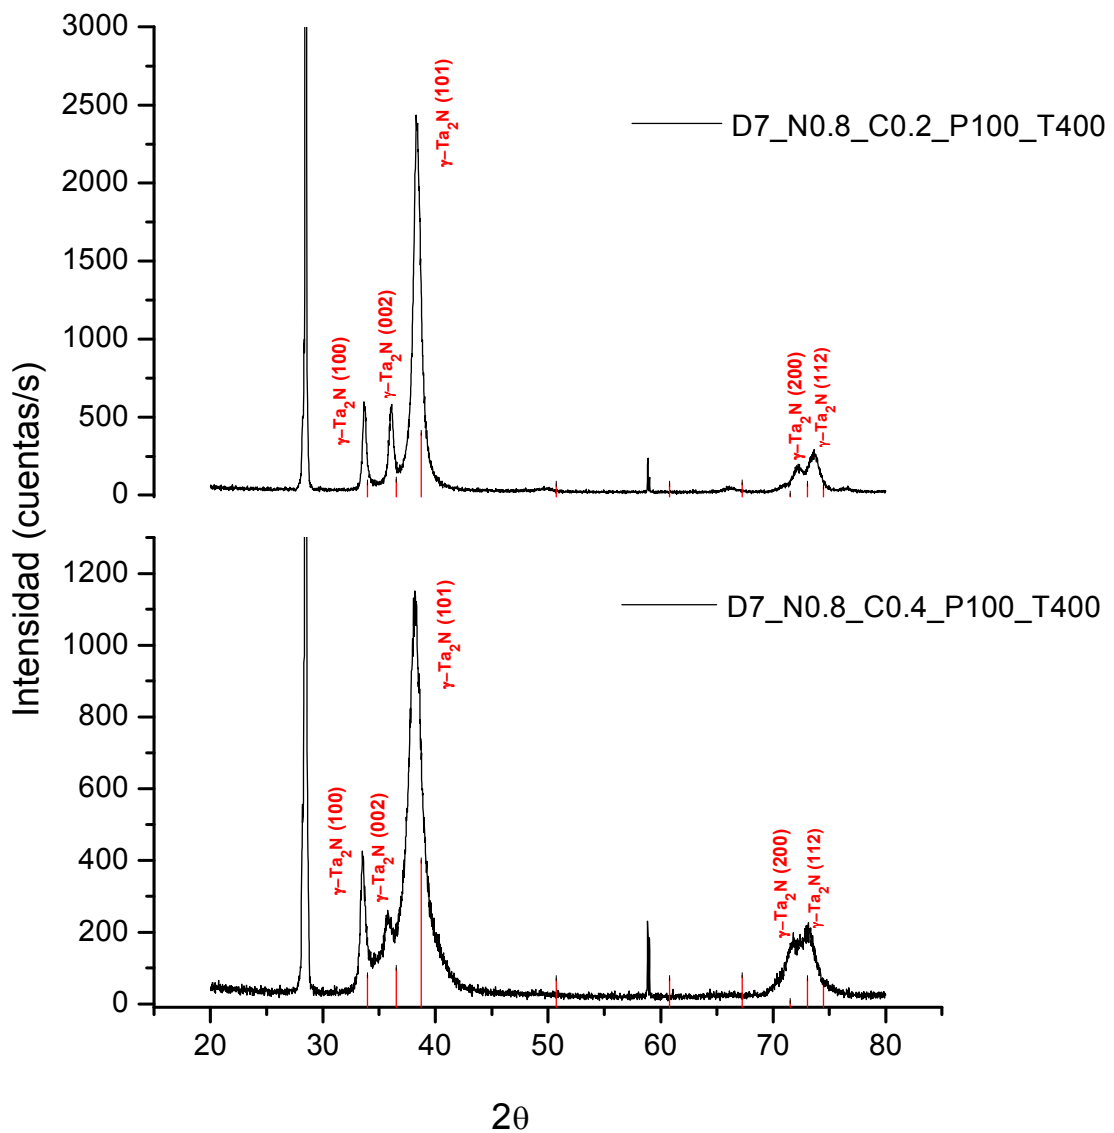 3000
2500
2000
1500
1000
500
0
D7_N0.8_C0.2_P100_T400
γ–Ta₂N (100)
γ–Ta₂N (002)
γ–Ta₂N (101)
γ–Ta₂N (200)
γ–Ta₂N (112)
Intensidad (cuentas/s)
1200
1000
800
600
400
200
0
D7_N0.8_C0.4_P100_T400
γ–Ta₂N (100)
γ–Ta₂N (002)
γ–Ta₂N (101)
γ–Ta₂N (200)
γ–Ta₂N (112)
20 30 40 50 60 70 80
2θ